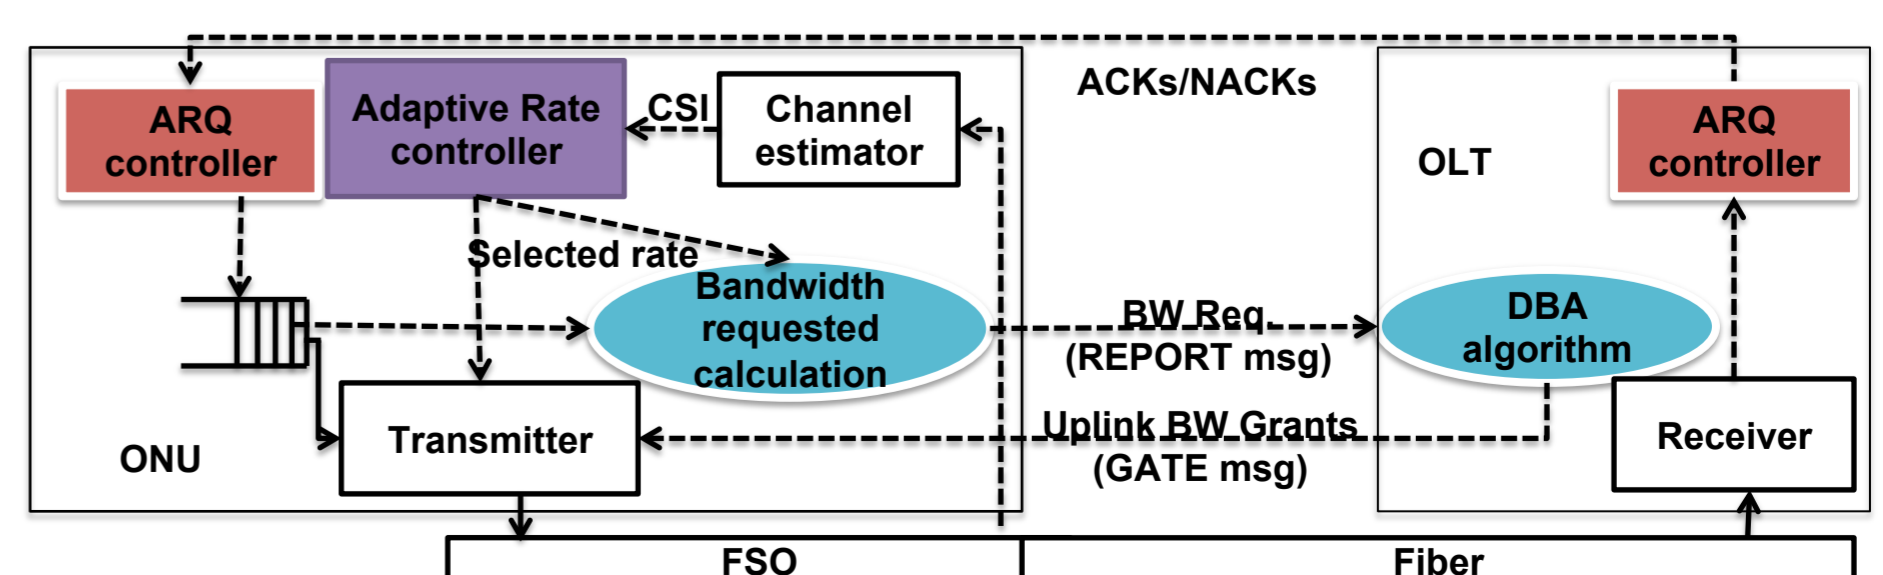 ACKs/NACKs
ARQ
controller
Adaptive Rate
controller
CSI
Channel
estimator
OLT
ARQ
controller
Selected rate
Bandwidth
requested
calculation
BW Req.
(REPORT msg)
DBA
algorithm
ONU
Transmitter
Uplink BW Grants
(GATE msg)
Receiver
FSO
Fiber